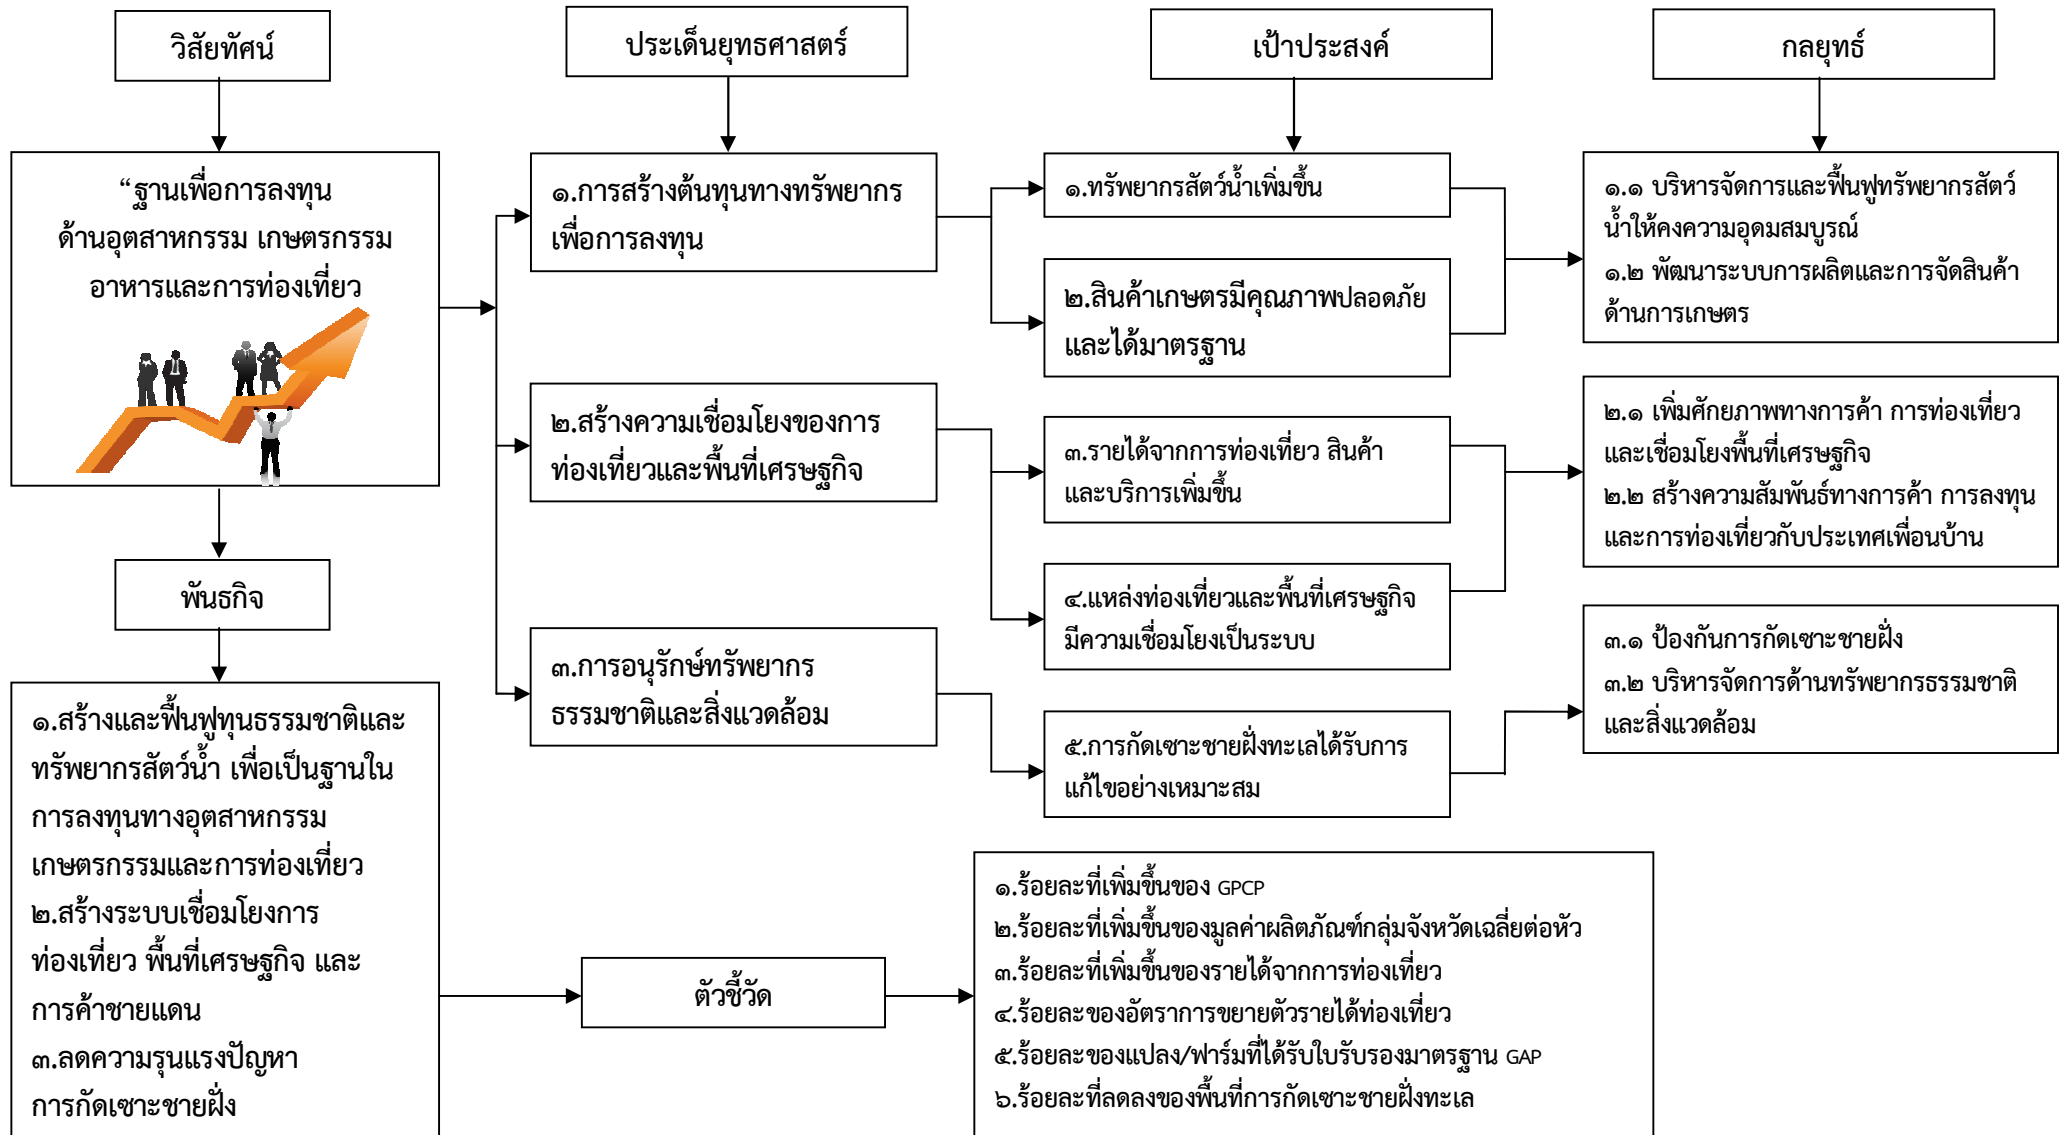 วิสัยทัศน์
ประเด็นยุทธศาสตร์
เป้าประสงค์
กลยุทธ์
“ฐานเพื่อการลงทุน
ด้านอุตสาหกรรม เกษตรกรรม
อาหารและการท่องเที่ยว
พันธกิจ
๑.สร้างและฟื้นฟูทุนธรรมชาติและ
ทรัพยากรสัตว์น้ำ เพื่อเป็นฐานใน
การลงทุนทางอุตสาหกรรม
เกษตรกรรมและการท่องเที่ยว
๒.สร้างระบบเชื่อมโยงการ
ท่องเที่ยว พื้นที่เศรษฐกิจ และ
การค้าชายแดน
๓.ลดความรุนแรงปัญหา
การกัดเซาะชายฝั่ง
๑.การสร้างต้นทุนทางทรัพยากร
เพื่อการลงทุน
๒.สร้างความเชื่อมโยงของการ
ท่องเที่ยวและพื้นที่เศรษฐกิจ
๓.การอนุรักษ์ทรัพยากร
ธรรมชาติและสิ่งแวดล้อม
๑.ทรัพยากรสัตว์น้ำเพิ่มขึ้น
๒.สินค้าเกษตรมีคุณภาพปลอดภัย
และได้มาตรฐาน
๓.รายได้จากการท่องเที่ยว สินค้า
และบริการเพิ่มขึ้น
๔.แหล่งท่องเที่ยวและพื้นที่เศรษฐกิจ
มีความเชื่อมโยงเป็นระบบ
๕.การกัดเซาะชายฝั่งทะเลได้รับการ
แก้ไขอย่างเหมาะสม
๑.๑ บริหารจัดการและฟื้นฟูทรัพยากรสัตว์
น้ำให้คงความอุดมสมบูรณ์
๑.๒ พัฒนาระบบการผลิตและการจัดสินค้า
ด้านการเกษตร
๒.๑ เพิ่มศักยภาพทางการค้า การท่องเที่ยว
และเชื่อมโยงพื้นที่เศรษฐกิจ
๒.๒ สร้างความสัมพันธ์ทางการค้า การลงทุน
และการท่องเที่ยวกับประเทศเพื่อนบ้าน
๓.๑ ป้องกันการกัดเซาะชายฝั่ง
๓.๒ บริหารจัดการด้านทรัพยากรธรรมชาติ
และสิ่งแวดล้อม
ตัวชี้วัด
๑.ร้อยละที่เพิ่มขึ้นของ GPCP
๒.ร้อยละที่เพิ่มขึ้นของมูลค่าผลิตภัณฑ์กลุ่มจังหวัดเฉลี่ยต่อหัว
๓.ร้อยละที่เพิ่มขึ้นของรายได้จากการท่องเที่ยว
๔.ร้อยละของอัตราการขยายตัวรายได้ท่องเที่ยว
๕.ร้อยละของแปลง/ฟาร์มที่ได้รับใบรับรองมาตรฐาน GAP
๖.ร้อยละที่ลดลงของพื้นที่การกัดเซาะชายฝั่งทะเล